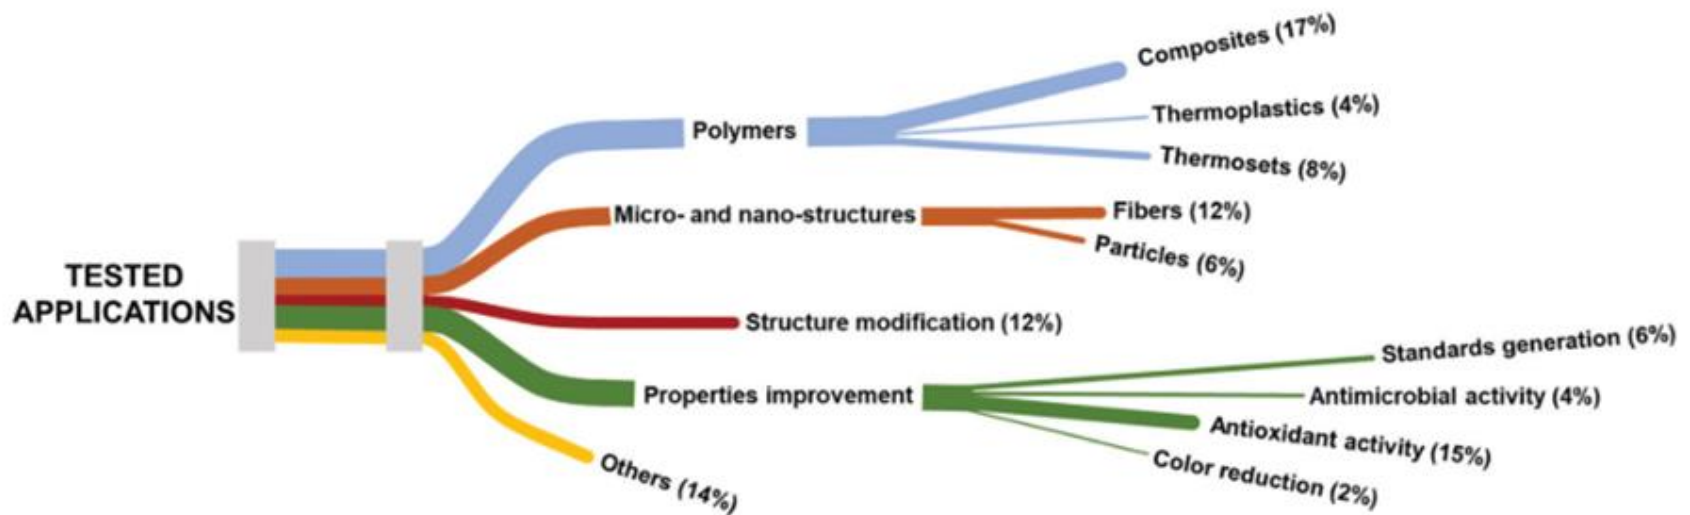 TESTED
APPLICATIONS
Polymers
Composites (17%)
Thermoplastics (4%)
Thermosets (8%)
Micro- and nano-structures
Fibers (12%)
Particles (6%)
Structure modification (12%)
Properties improvement
Standards generation (6%)
Antimicrobial activity (4%)
Antioxidant activity (15%)
Color reduction (2%)
Others (14%)